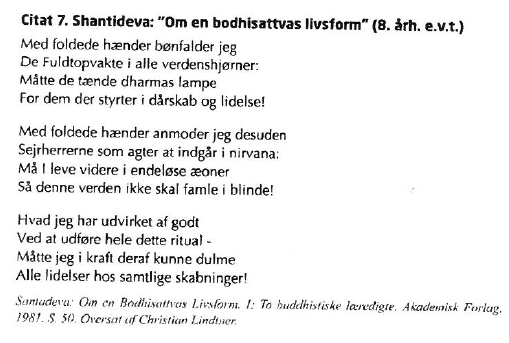 Citat 7. Shantideva: "Om en bodhisattvas livsform" (8. årh. e.v.t.)
Med foldede hænder bønfalder jeg
De Fuldtopvakte i alle verdenshjørner:
Måtte de tænde dharmas lampe
For dem der styrter i dårskab og lidelse!
Med foldede hænder anmoder jeg desuden
Sejrherrerne som agter at indgår i nirvana:
Må I leve videre i endeløse æoner
Så denne verden ikke skal famle i blinde!
Hvad jeg har udvirket af godt
Ved at udføre hele dette ritual -
Måtte jeg i kraft deraf kunne dulme
Alle lidelser hos samtlige skabninger!
Santadeva: Om en Bodhisattvas Livsform. I: To buddhistiske læredigte. Akademisk Forlag,
1981. S. 50. Oversat af Christian Lindtner.